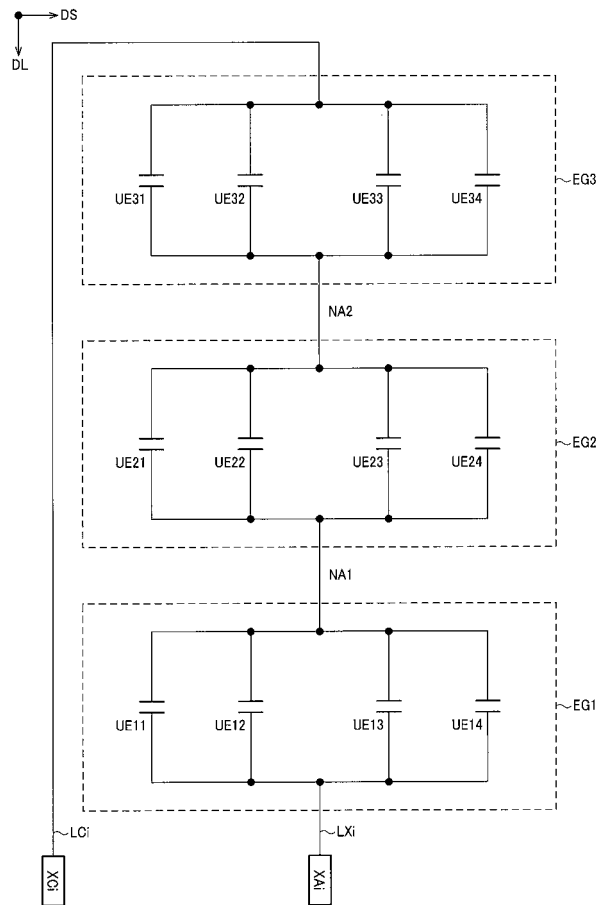 DS
DL
UE31 UE32 UE33 UE34
EG3
NA2
UE21 UE22 UE23 UE24
EG2
NA1
UE11 UE12 UE13 UE14
EG1
LCi LXi
XCi XAi